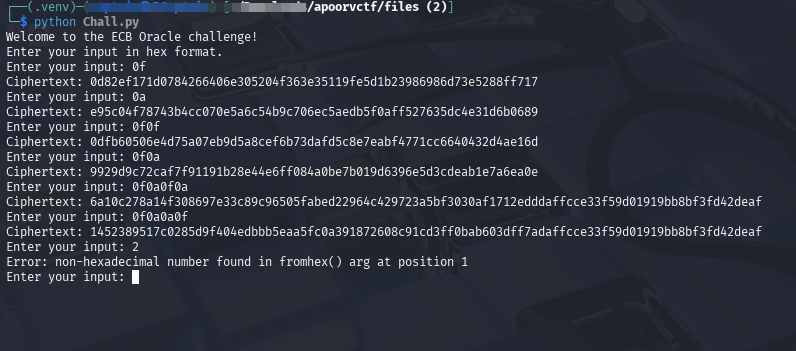 (.venv)─( [ /apoorvctf/files (2)]
$ python Chall.py
Welcome to the ECB Oracle challenge!
Enter your input in hex format.
Enter your input: 0f
Ciphertext: 0d82ef171d0784266406e305204f363e35119fe5d1b23986986d73e5288ff717
Enter your input: 0a
Ciphertext: e95c04f78743b4cc070e5a6c54b9c706ec5aedb5f0aff527635dc4e31d6b0689
Enter your input: 0f0f
Ciphertext: 0dfb60506e4d75a07eb9d5a8cef6b73dafd5c8e7eabf4771cc6640432d4ae16d
Enter your input: 0f0a
Ciphertext: 9929d9c72caf7f91191b28e44e6ff084a0be7b019d6396e5d3cdeab1e7a6ea0e
Enter your input: 0f0a0f0a
Ciphertext: 6a10c278a14f308697e33c89c96505fabed22964c429723a5bf3030af1712edddaffcce33f59d01919bb8bf3fd42deaf
Enter your input: 0f0a0a0f
Ciphertext: 1452389517c0285d9f404edbbb5eaa5fc0a391872608c91cd3ff0bab603dff7adaffcce33f59d01919bb8bf3fd42deaf
Enter your input: 2
Error: non-hexadecimal number found in fromhex() arg at position 1
Enter your input: